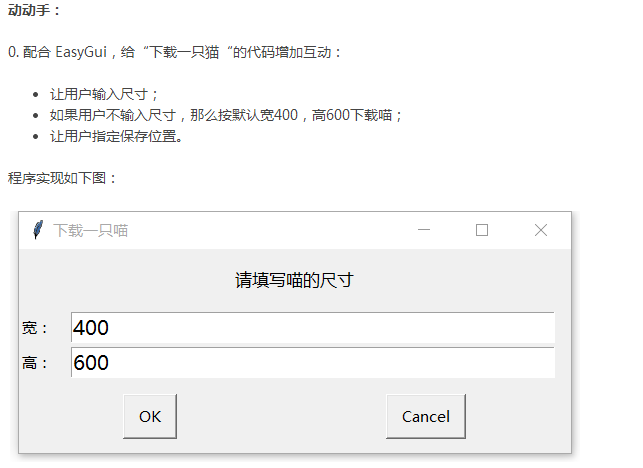 动动手：
0. 配合 EasyGui，给“下载一只猫“的代码增加互动：
让用户输入尺寸；
如果用户不输入尺寸，那么按默认宽400，高600下载喵；
让用户指定保存位置。
程序实现如下图：
下载一只喵
请填写喵的尺寸
宽： 400
高： 600
OK Cancel